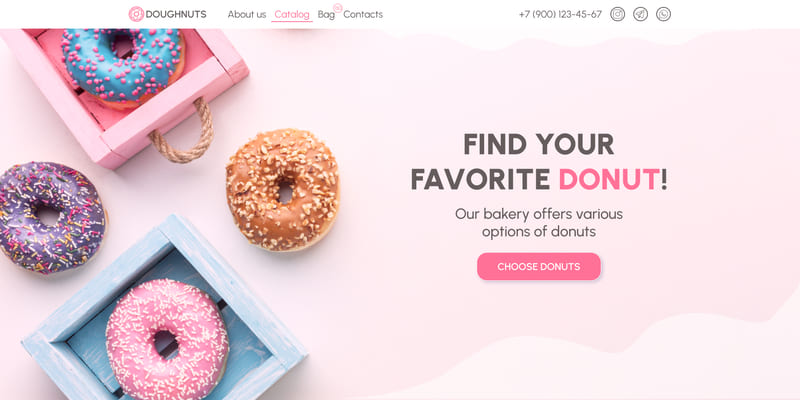 DOUGHNUTS About us Catalog Bag Contacts +7 (900) 123-45-67
FIND YOUR
FAVORITE DONUT!
Our bakery offers various
options of donuts
CHOOSE DONUTS